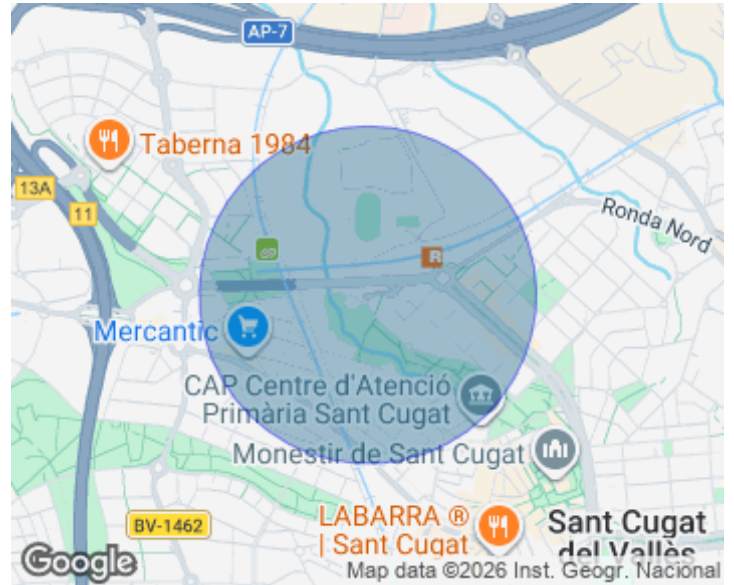 AP-7
Taberna 1984
13A
11
Ronda Nord
R
Mercantic
CAP Centre d'Atenció
Primària Sant Cugat
Monestir de Sant Cugat
BV-1462
LABARRA ®
| Sant Cugat
Sant Cugat
del Vallès
Google
Map data ©2026 Inst. Geogr. Nacional